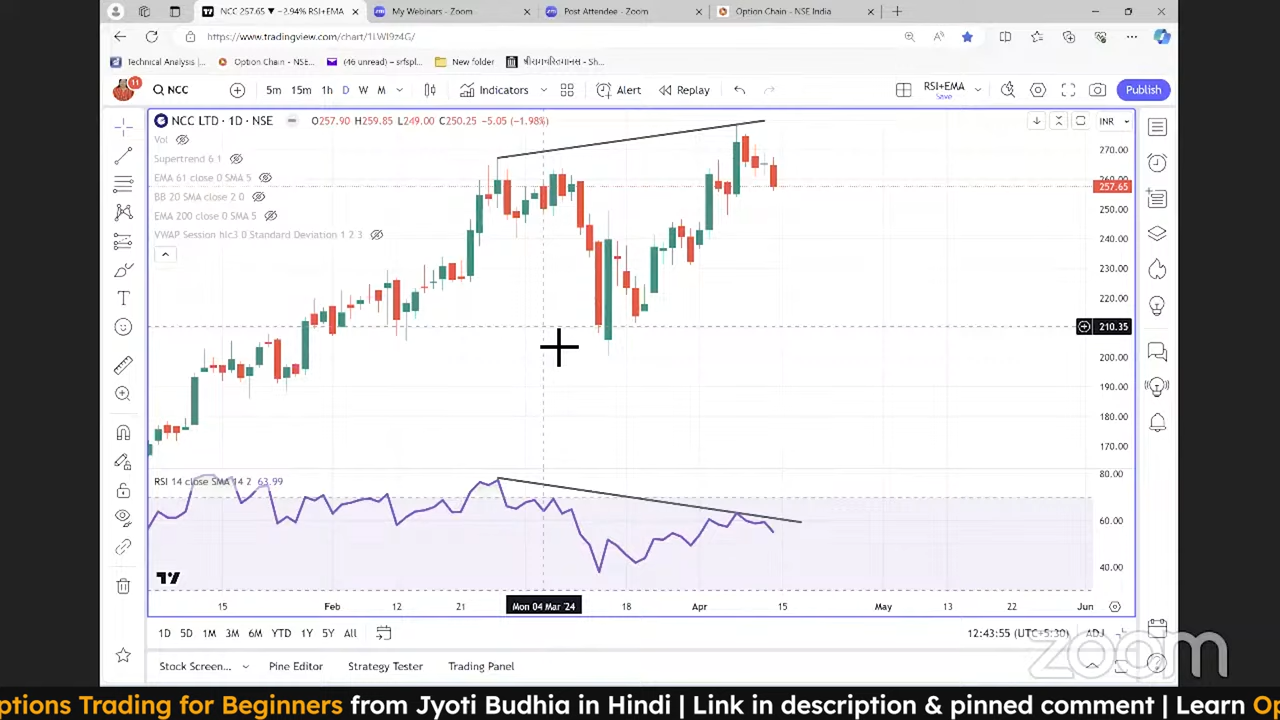 NCC 257.65 ▼ −2.94% RSI+EMA
My Webinars - Zoom
Post Attendee - Zoom
Option Chain - NSE India
https://www.tradingview.com/chart/1LWI9z4G/
Technical Analysis |...
Option Chain - NSE...
(46 unread) - srfspl...
New folder
11
NCC
5m 15m 1h D W M
Indicators
Alert
Replay
RSI+EMA
Save
Publish
NCC LTD · 1D · NSE
O257.90 H259.85 L249.00 C250.25 −5.05 (−1.98%)
INR
Vol
Supertrend 6 1
EMA 61 close 0 SMA 5
BB 20 SMA close 2 0
EMA 200 close 0 SMA 5
VWAP Session hlc3 0 Standard Deviation 1 2 3
270.00
260.00
257.65
250.00
240.00
230.00
220.00
210.35
200.00
190.00
180.00
170.00
RSI 14 close SMA 14 2 63.99
80.00
60.00
40.00
15 Feb 12 21 Mon 04 Mar '24 18 Apr 15 May 13 22 Jun
1D 5D 1M 3M 6M YTD 1Y 5Y All
12:43:55 (UTC+5:30) ADJ
zoom
Stock Screen... Pine Editor Strategy Tester Trading Panel
ptions Trading for Beginners from Jyoti Budhia in Hindi | Link in description & pinned comment | Learn Op